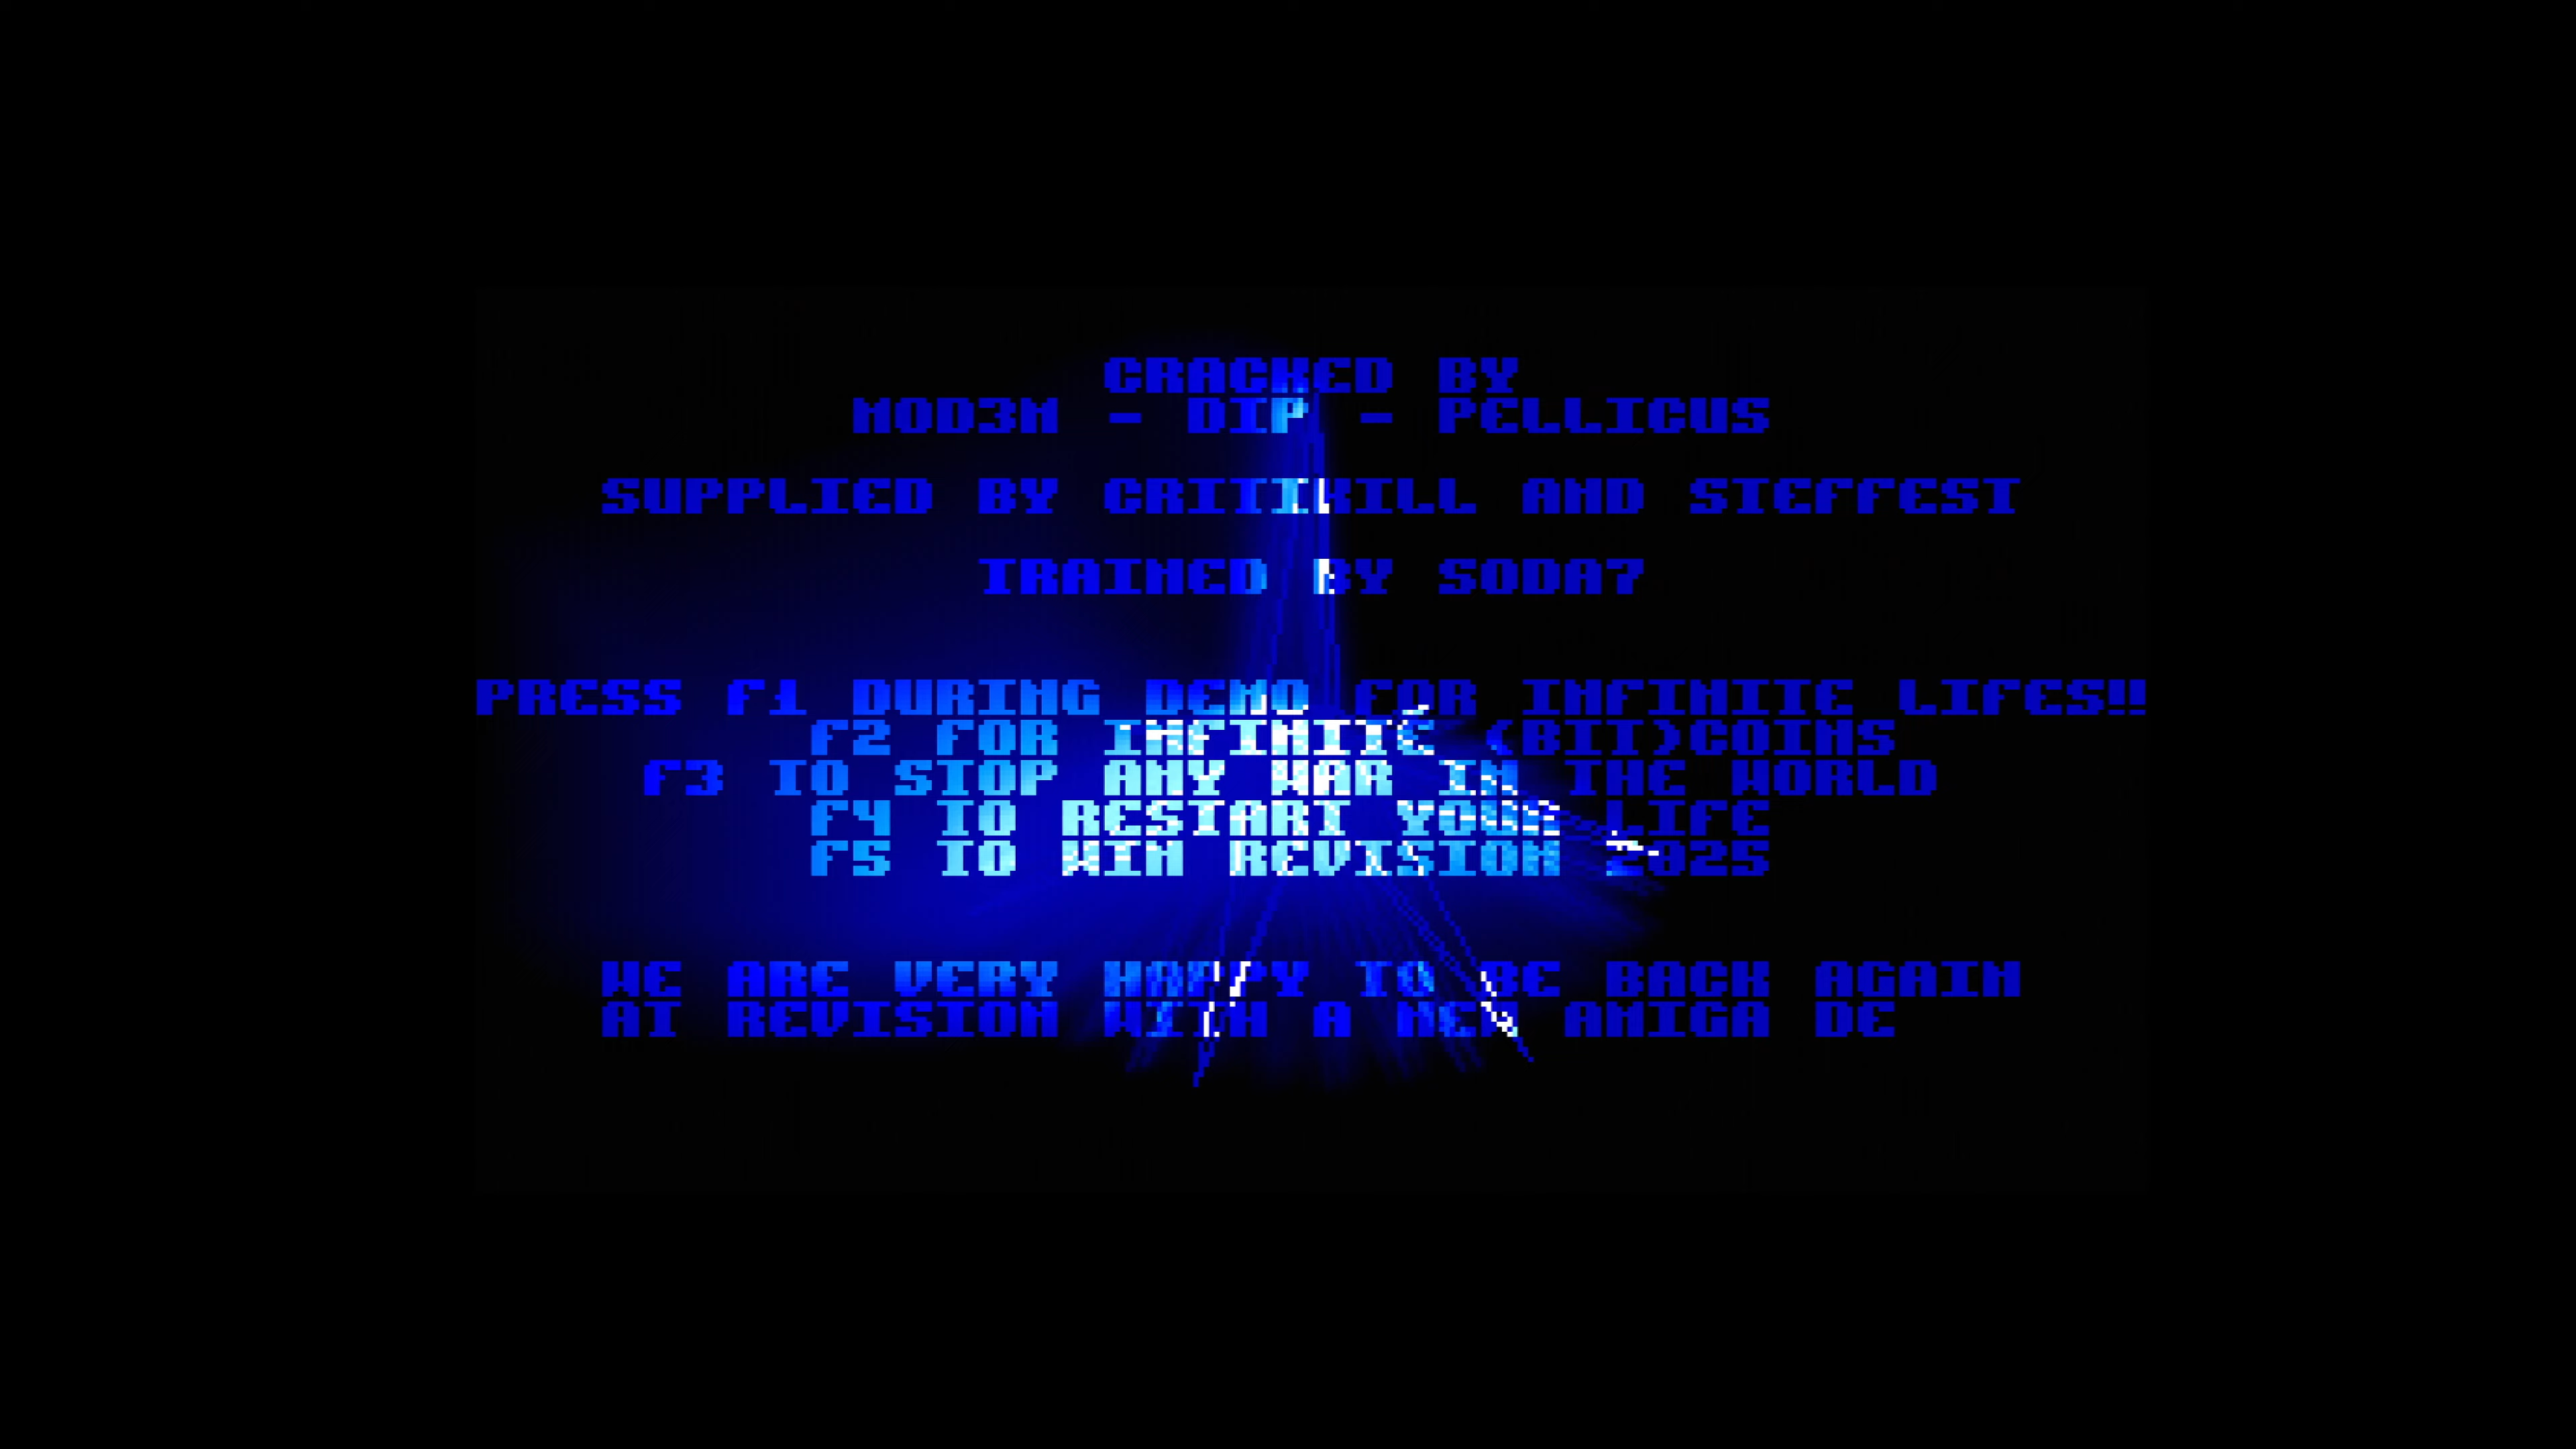 CRACKED BY
MOD3M - DIP - PELLICUS
SUPPLIED BY CRITIKILL AND STEFFEST
TRAINED BY SODA7
PRESS F1 DURING DEMO FOR INFINITE LIFES!!
F2 FOR INFINITE (BIT)COINS
F3 TO STOP ANY WAR IN THE WORLD
F4 TO RESTART YOUR LIFE
F5 TO WIN REVISION 2025
WE ARE VERY HAPPY TO BE BACK AGAIN
AT REVISION WITH A NEW AMIGA DE